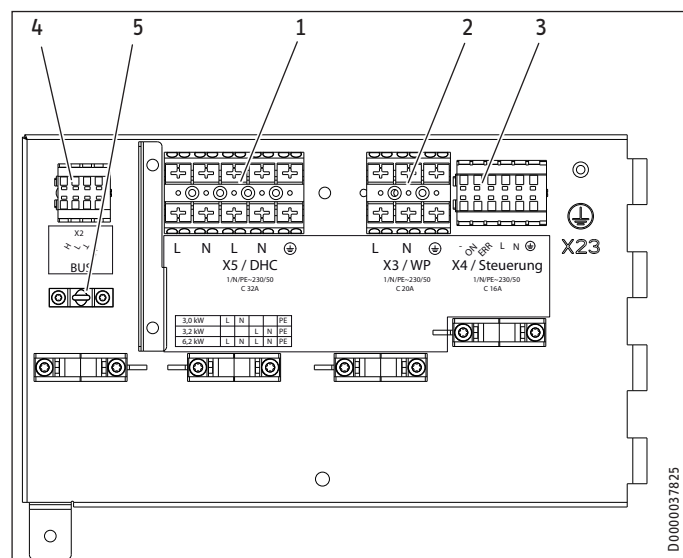 4 5 1 2 3
X2
H L ⊥ -
BUS
L N L N
X5 / DHC
1/N/PE~230/50
C 32A
3,0 kW L N PE
3,2 kW L N PE
6,2 kW L N L N PE
L N
X3 / WP
1/N/PE~230/50
C 20A
- ON ERR L N
X4 / Steuerung
1/N/PE~230/50
C 16A
X23
D0000037825